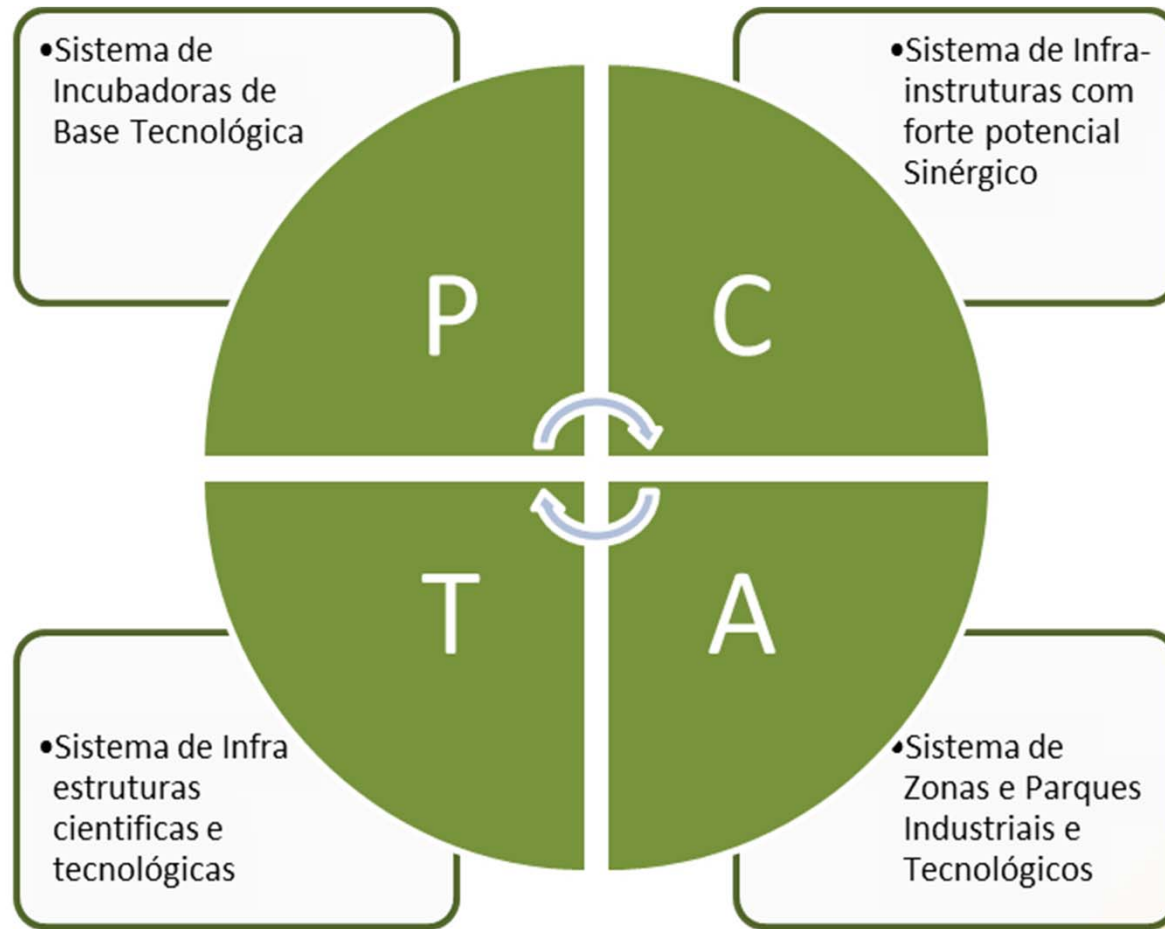 •Sistema de
Incubadoras de
Base Tecnológica
•Sistema de Infra-
instruturas com
forte potencial
Sinérgico
P
C
T
A
•Sistema de Infra
estruturas
cientificas e
tecnológicas
•Sistema de
Zonas e Parques
Industriais e
Tecnológicos